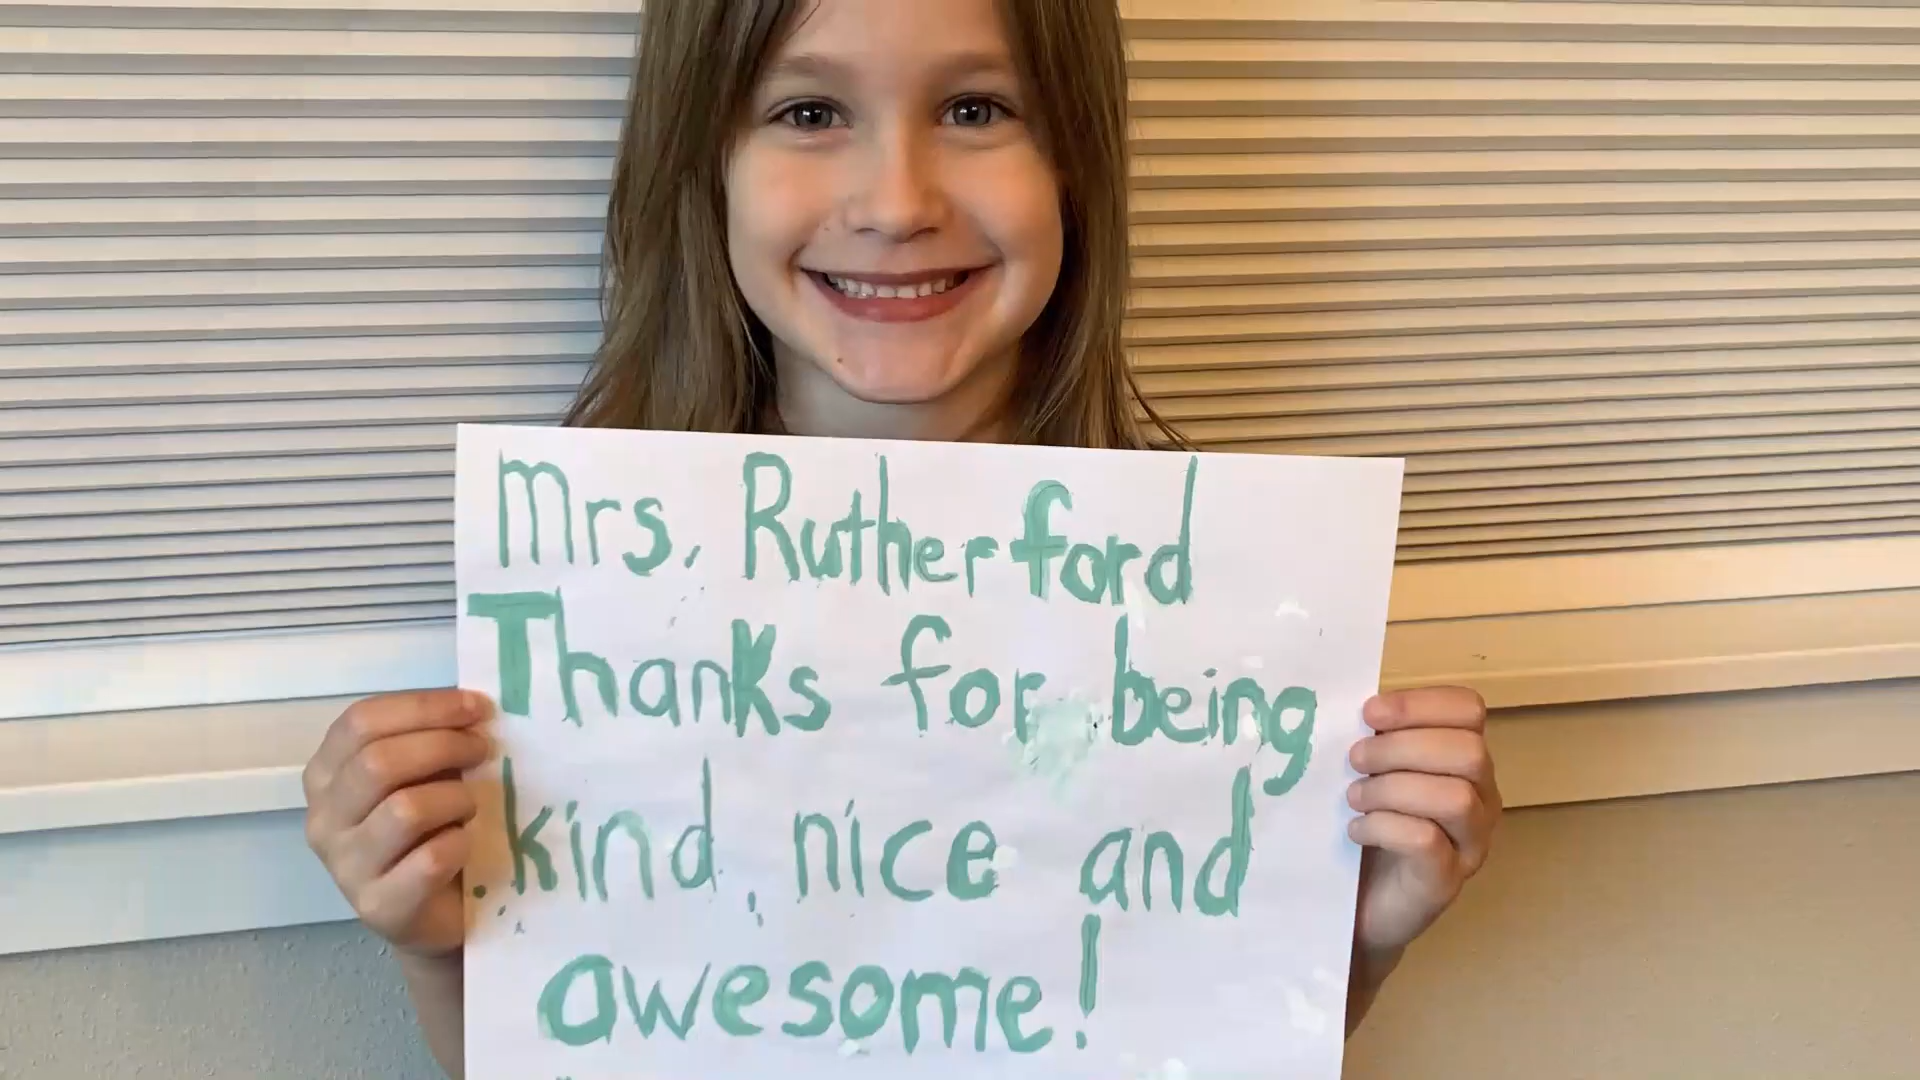 Mrs. Rutherford
Thanks for being
kind, nice and
awesome!